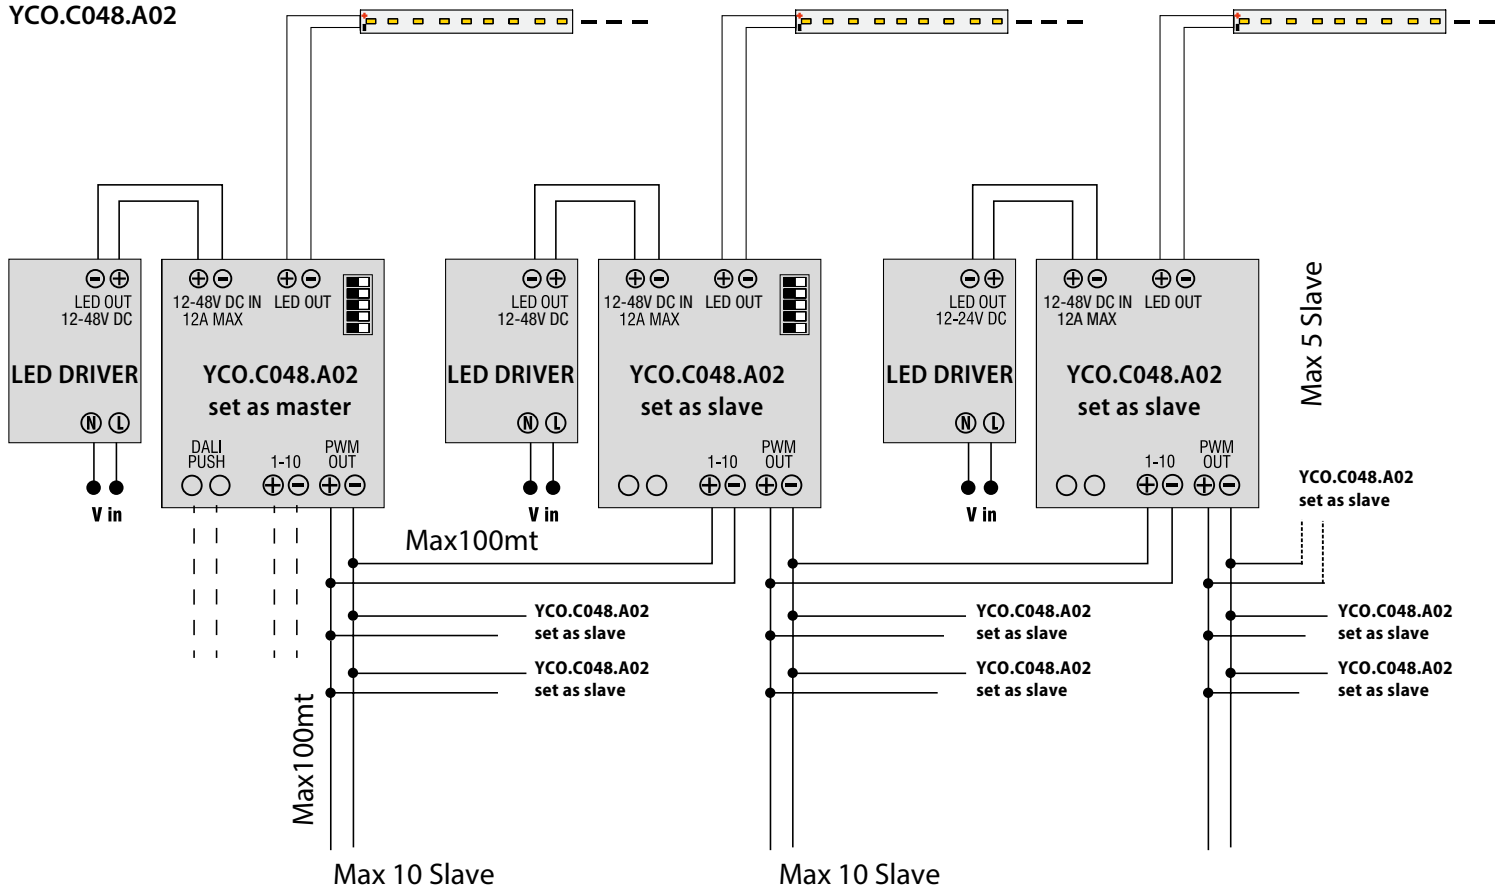 YCO.C048.A02
LED OUT
12-48V DC
LED DRIVER
N L
V in
12-48V DC IN
12A MAX
LED OUT
YCO.C048.A02
set as master
DALI
PUSH
1-10
PWM
OUT
LED OUT
12-48V DC
LED DRIVER
N L
V in
12-48V DC IN
12A MAX
LED OUT
YCO.C048.A02
set as slave
1-10
PWM
OUT
LED OUT
12-24V DC
LED DRIVER
N L
V in
12-48V DC IN
12A MAX
LED OUT
YCO.C048.A02
set as slave
1-10
PWM
OUT
Max 5 Slave
YCO.C048.A02
set as slave
Max100mt
YCO.C048.A02
set as slave
YCO.C048.A02
set as slave
YCO.C048.A02
set as slave
YCO.C048.A02
set as slave
YCO.C048.A02
set as slave
YCO.C048.A02
set as slave
Max100mt
Max 10 Slave
Max 10 Slave